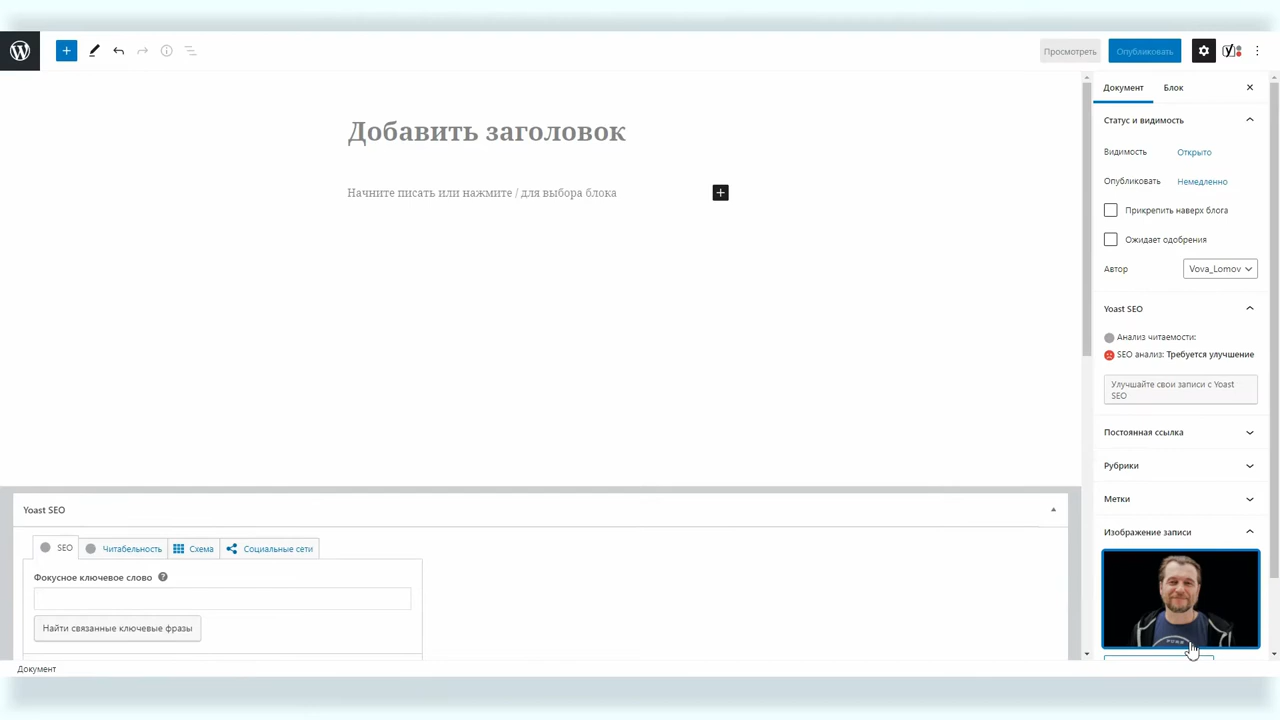 Просмотреть
Опубликовать
Добавить заголовок
Начните писать или нажмите / для выбора блока
Документ
Блок
Статус и видимость
Видимость
Открыто
Опубликовать
Немедленно
Прикрепить наверх блога
Ожидает одобрения
Автор
Vova_Lomov
Yoast SEO
Анализ читаемости:
SEO анализ: Требуется улучшение
Улучшайте свои записи с Yoast
SEO
Постоянная ссылка
Рубрики
Метки
Изображение записи
Yoast SEO
SEO
Читабельность
Схема
Социальные сети
Фокусное ключевое слово
Найти связанные ключевые фразы
Документ